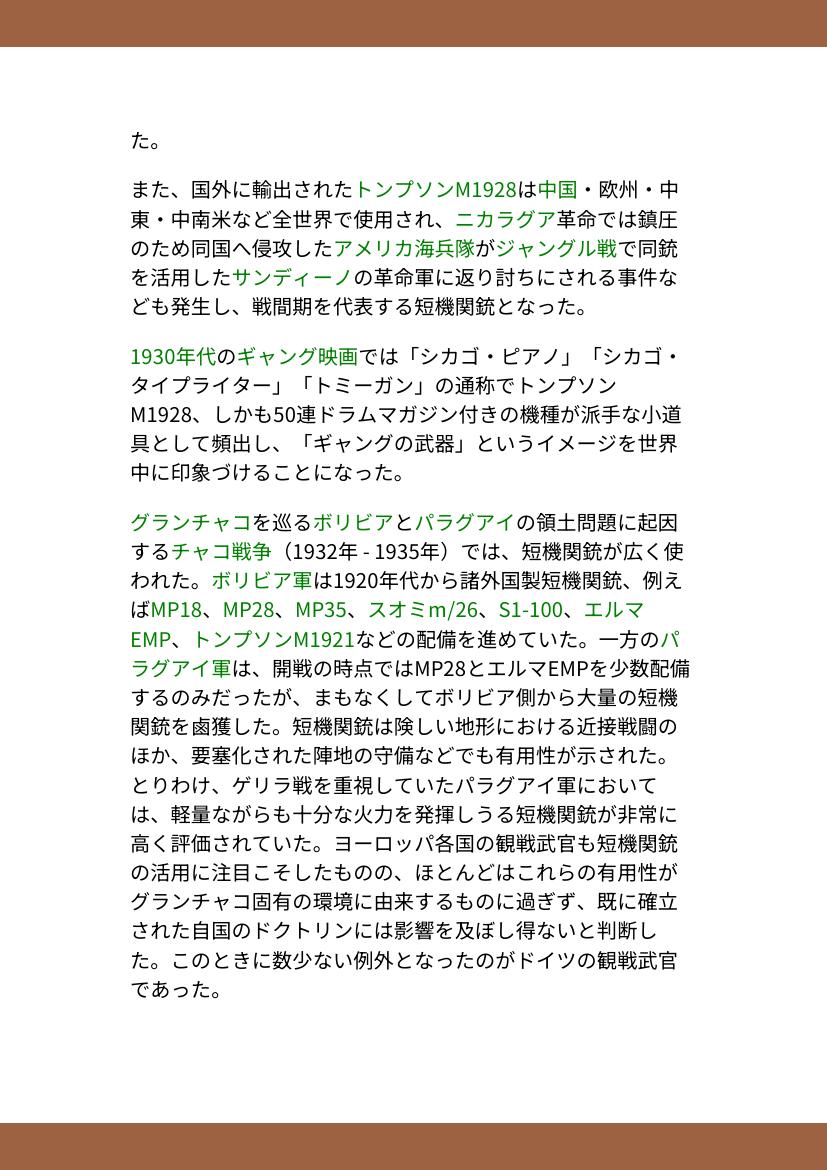 た。
また、国外に輸出されたトンプソンM1928は中国・欧州・中
東・中南米など全世界で使用され、ニカラグア革命では鎮圧
のため同国へ侵攻したアメリカ海兵隊がジャングル戦で同銃
を活用したサンディーノの革命軍に返り討ちにされる事件な
ども発生し、戦間期を代表する短機関銃となった。
1930年代のギャング映画では「シカゴ・ピアノ」「シカゴ・
タイプライター」「トミーガン」の通称でトンプソン
M1928、しかも50連ドラムマガジン付きの機種が派手な小道
具として頻出し、「ギャングの武器」というイメージを世界
中に印象づけることになった。
グランチャコを巡るボリビアとパラグアイの領土問題に起因
するチャコ戦争（1932年 - 1935年）では、短機関銃が広く使
われた。ボリビア軍は1920年代から諸外国製短機関銃、例え
ばMP18、MP28、MP35、スオミm/26、S1-100、エルマ
EMP、トンプソンM1921などの配備を進めていた。一方のパ
ラグアイ軍は、開戦の時点ではMP28とエルマEMPを少数配備
するのみだったが、まもなくしてボリビア側から大量の短機
関銃を鹵獲した。短機関銃は険しい地形における近接戦闘の
ほか、要塞化された陣地の守備などでも有用性が示された。
とりわけ、ゲリラ戦を重視していたパラグアイ軍において
は、軽量ながらも十分な火力を発揮しうる短機関銃が非常に
高く評価されていた。ヨーロッパ各国の観戦武官も短機関銃
の活用に注目こそしたものの、ほとんどはこれらの有用性が
グランチャコ固有の環境に由来するものに過ぎず、既に確立
された自国のドクトリンには影響を及ぼし得ないと判断し
た。このときに数少ない例外となったのがドイツの観戦武官
であった。